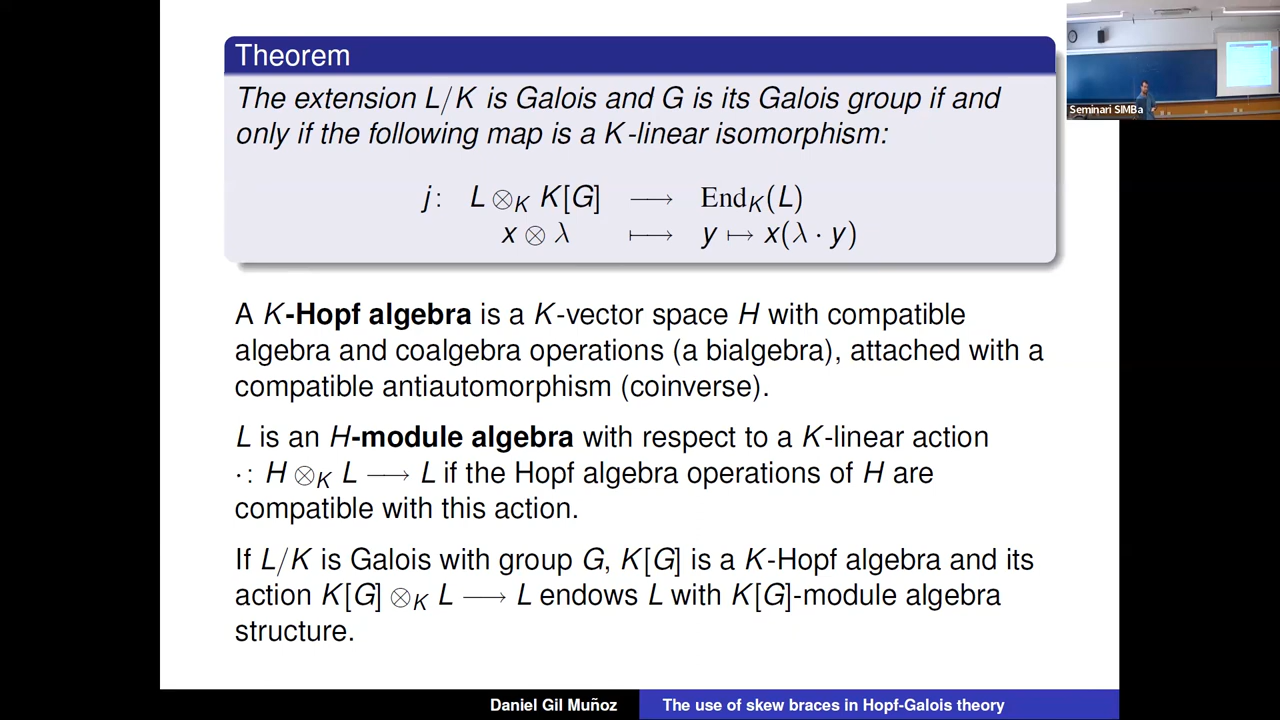 Theorem
The extension L/K is Galois and G is its Galois group if and
only if the following map is a K-linear isomorphism:
j: L ⊗_K K[G] ⟶ End_K(L)
x ⊗ λ ⟼ y ↦ x(λ · y)
A K-Hopf algebra is a K-vector space H with compatible
algebra and coalgebra operations (a bialgebra), attached with a
compatible antiautomorphism (coinverse).
L is an H-module algebra with respect to a K-linear action
· : H ⊗_K L ⟶ L if the Hopf algebra operations of H are
compatible with this action.
If L/K is Galois with group G, K[G] is a K-Hopf algebra and its
action K[G] ⊗_K L ⟶ L endows L with K[G]-module algebra
structure.
Daniel Gil Muñoz The use of skew braces in Hopf-Galois theory
Seminari SIMBa